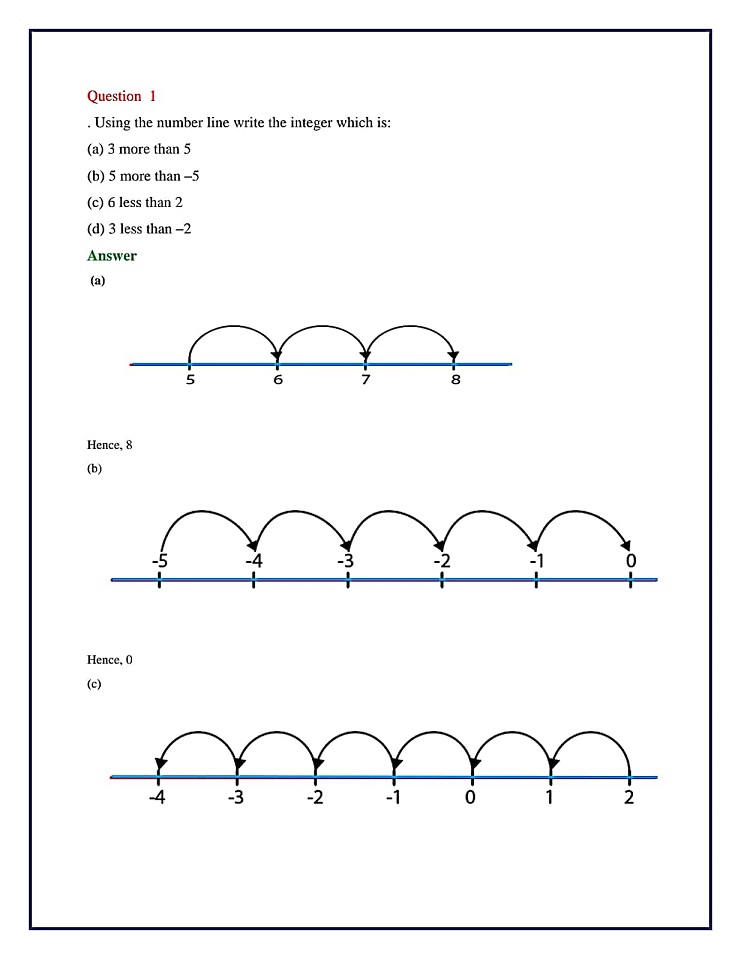 Question 1
. Using the number line write the integer which is:
(a) 3 more than 5
(b) 5 more than –5
(c) 6 less than 2
(d) 3 less than –2
Answer
(a)
5 6 7 8
Hence, 8
(b)
-5 -4 -3 -2 -1 0
Hence, 0
(c)
-4 -3 -2 -1 0 1 2